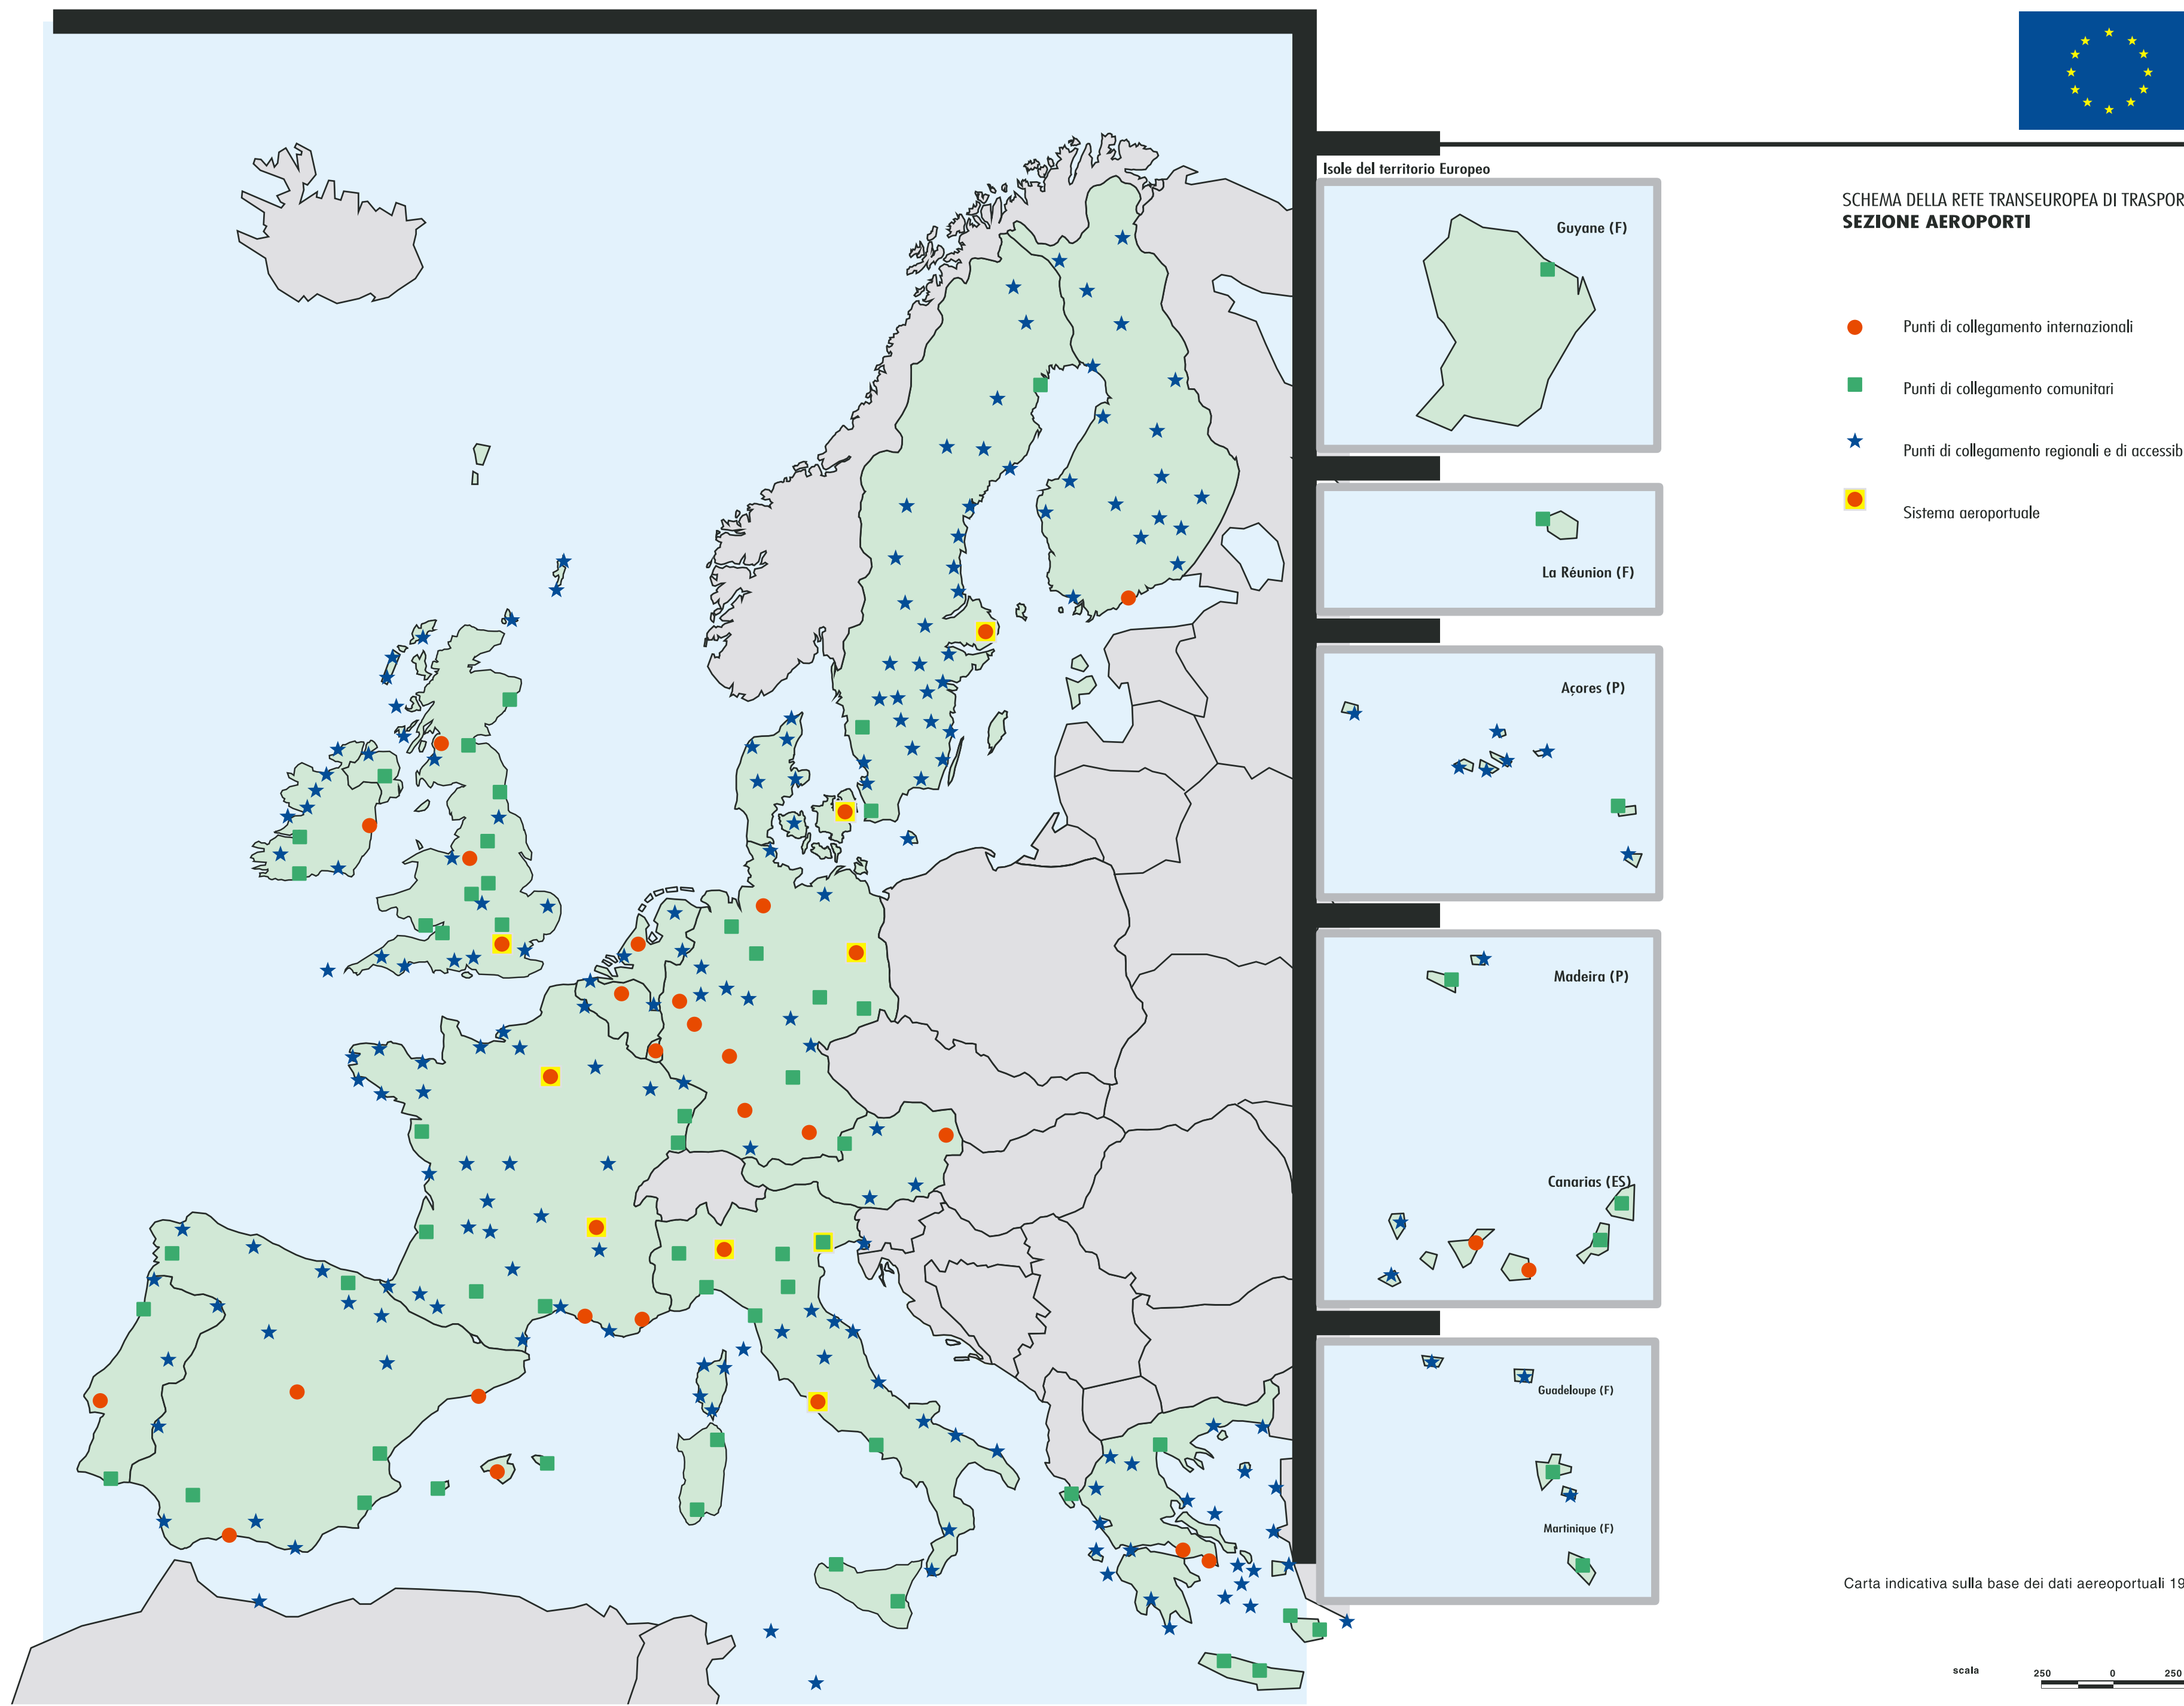 Isole del territorio Europeo
Guyane (F)
La Réunion (F)
Açores (P)
Madeira (P)
Canarias (ES)
Guadeloupe (F)
Martinique (F)
SCHEMA DELLA RETE TRANSEUROPEA DI TRASPOR
SEZIONE AEROPORTI
Punti di collegamento internazionali
Punti di collegamento comunitari
Punti di collegamento regionali e di accessib
Sistema aeroportuale
Carta indicativa sulla base dei dati aereoportuali 19
scala
250 0 250